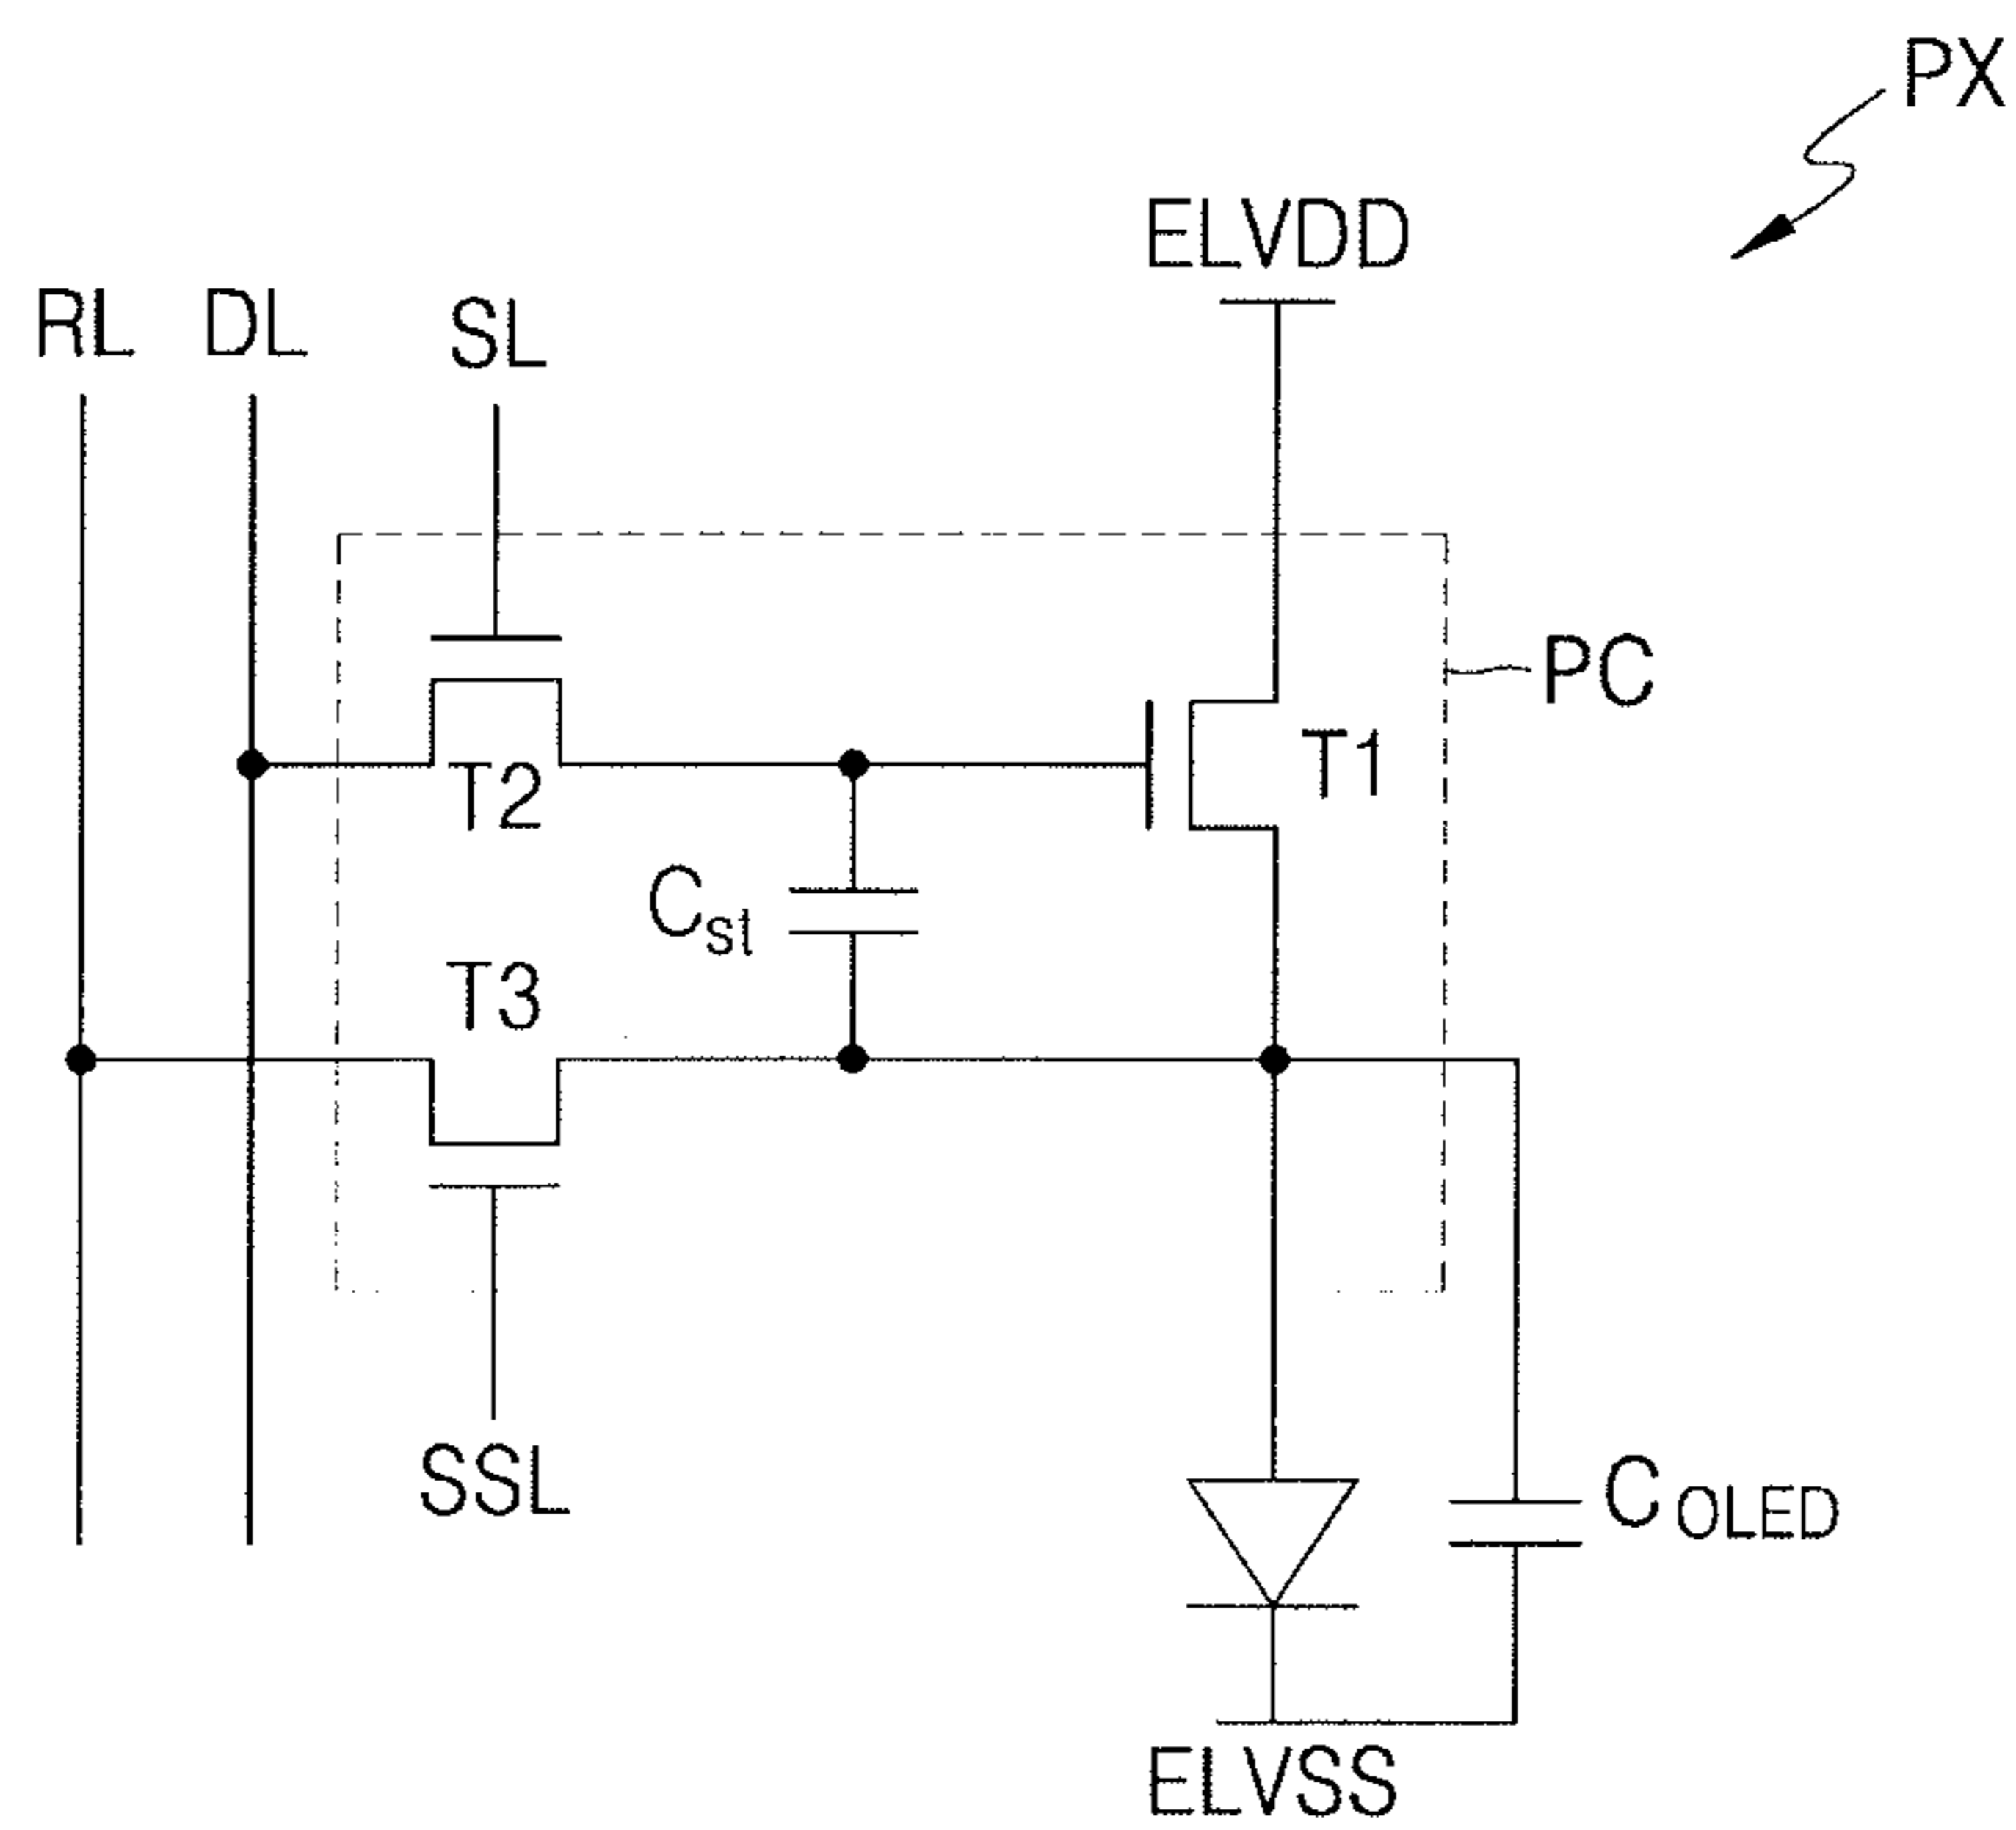 PX
ELVDD
RL
DL
SL
PC
T1
T2
Cst
T3
SSL
COLED
ELVSS